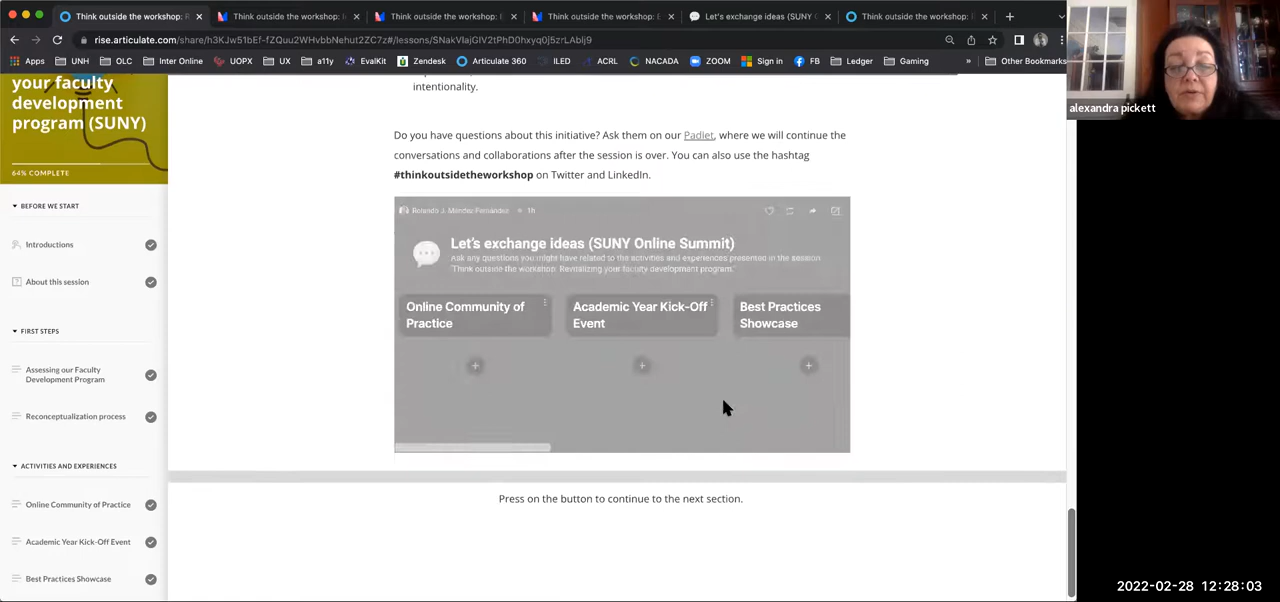 Think outside the workshop: R
Think outside the workshop: I
Think outside the workshop: E
Think outside the workshop: E
Let's exchange ideas (SUNY O
Think outside the workshop:
rise.articulate.com/share/h3KJw51bEf-fZQuu2WHvbbNehut2ZC7z#/lessons/SNakVlajGIV2tPhD0hxyq0j5zrLAblj9
Apps UNH OLC Inter Online UOPX UX a11y EvalKit Zendesk Articulate 360 ILED ACRL NACADA ZOOM Sign in FB Ledger Gaming » Other Bookmarks
alexandra pickett
your faculty
development
program (SUNY)
64% COMPLETE
BEFORE WE START
Introductions
About this session
FIRST STEPS
Assessing our Faculty
Development Program
Reconceptualization process
ACTIVITIES AND EXPERIENCES
Online Community of Practice
Academic Year Kick-Off Event
Best Practices Showcase
intentionality.
Do you have questions about this initiative? Ask them on our Padlet, where we will continue the
conversations and collaborations after the session is over. You can also use the hashtag
#thinkoutsidetheworkshop on Twitter and LinkedIn.
Rolando J. Méndez Fernández 1h
Let's exchange ideas (SUNY Online Summit)
Ask any questions you might have related to the activities and experiences presented in the session
"Think outside the workshop: Revitalizing your faculty development program."
Online Community of
Practice
Academic Year Kick-Off
Event
Best Practices
Showcase
Press on the button to continue to the next section.
2022-02-28 12:28:03